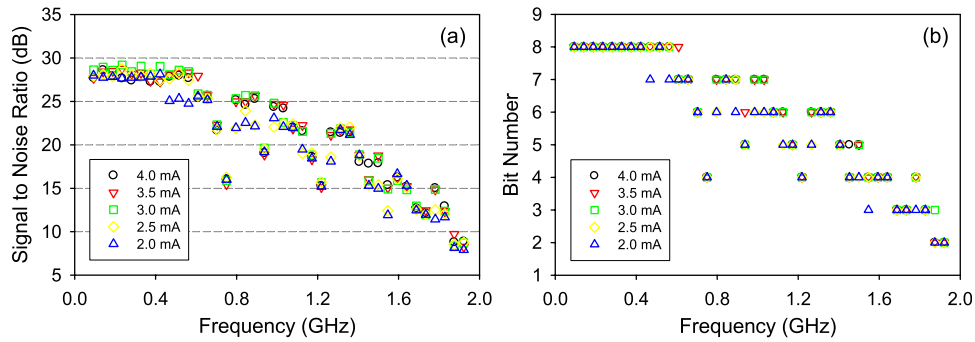 (a)
Signal to Noise Ratio (dB)
35
30
25
20
15
10
5
4.0 mA
3.5 mA
3.0 mA
2.5 mA
2.0 mA
0.0 0.4 0.8 1.2 1.6 2.0
Frequency (GHz)
(b)
Bit Number
9
8
7
6
5
4
3
2
1
4.0 mA
3.5 mA
3.0 mA
2.5 mA
2.0 mA
0.0 0.4 0.8 1.2 1.6 2.0
Frequency (GHz)